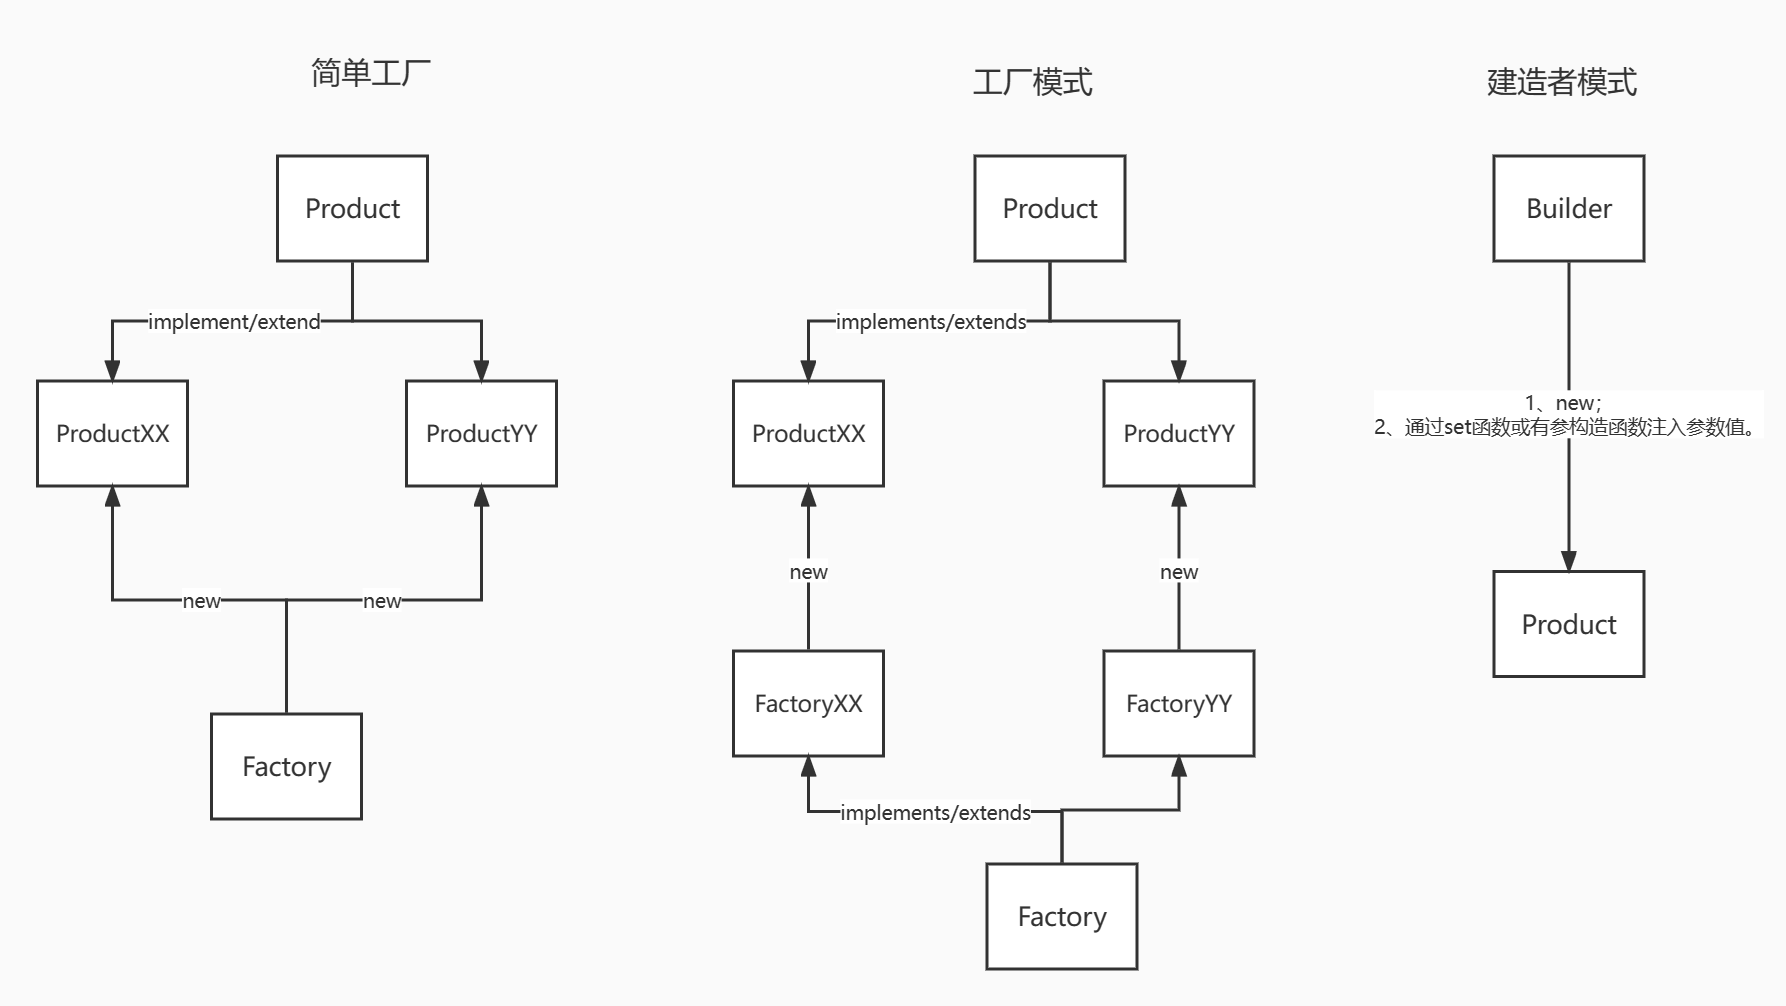 简单工厂
Product
implement/extend
ProductXX
ProductYY
new
new
Factory
工厂模式
Product
implements/extends
ProductXX
ProductYY
new
new
FactoryXX
FactoryYY
implements/extends
Factory
建造者模式
Builder
1、new；
2、通过set函数或有参构造函数注入参数值。
Product